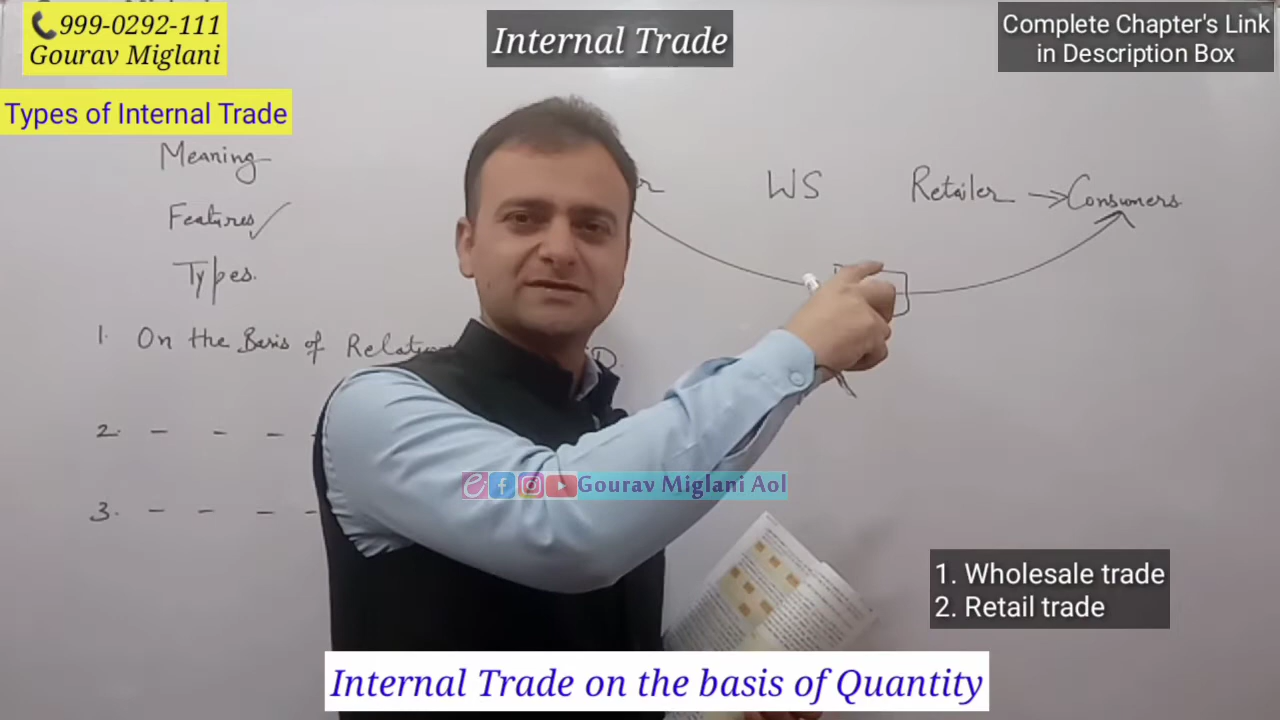 999-0292-111
Gourav Miglani
Internal Trade
Complete Chapter's Link
in Description Box
Types of Internal Trade
Meaning
Features
Types.
WS
Retailer → Consumers
1. On the Basis of
2. - - -
3. - - - -
Gourav Miglani Aol
1. Wholesale trade
2. Retail trade
Internal Trade on the basis of Quantity